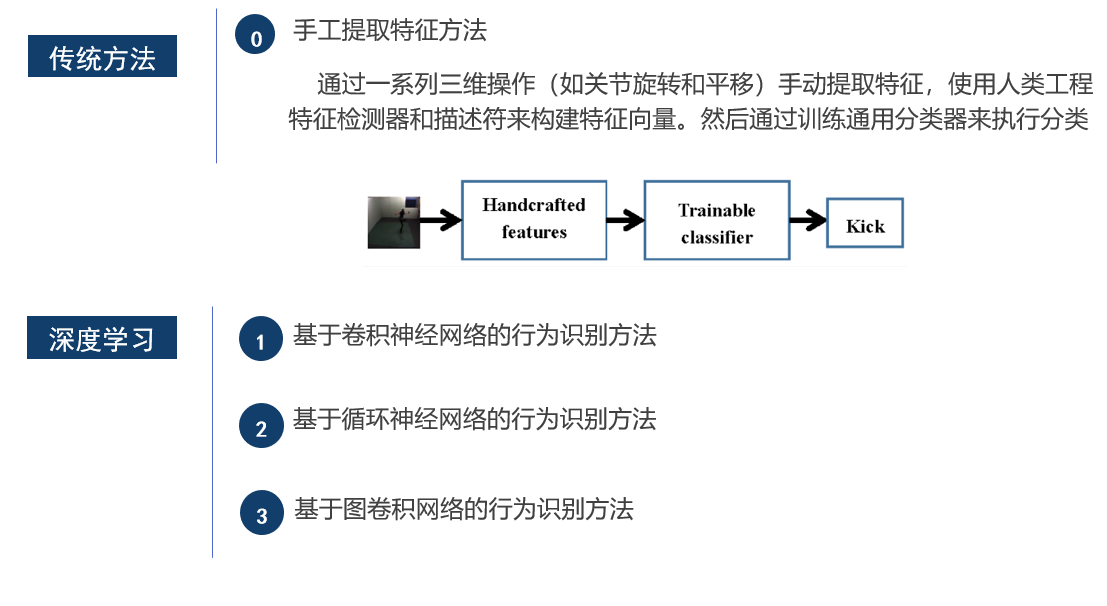 传统方法
0
手工提取特征方法
通过一系列三维操作（如关节旋转和平移）手动提取特征，使用人类工程
特征检测器和描述符来构建特征向量。然后通过训练通用分类器来执行分类
Handcrafted
features
Trainable
classifier
Kick
深度学习
1
基于卷积神经网络的行为识别方法
2
基于循环神经网络的行为识别方法
3
基于图卷积网络的行为识别方法